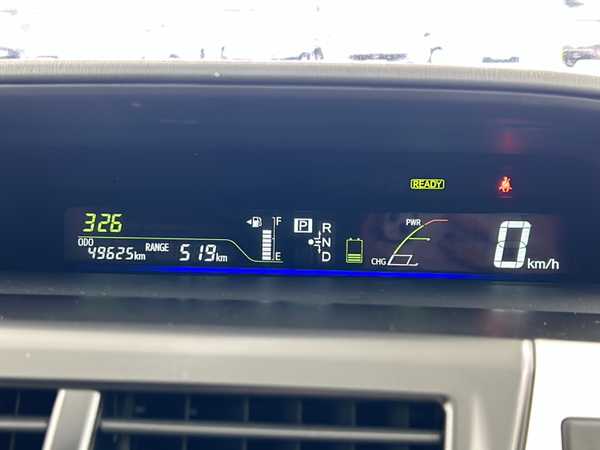 READY
326
ODO
49625km
RANGE
519km
F
E
P
R
N
D
PWR
CHG
0 km/h